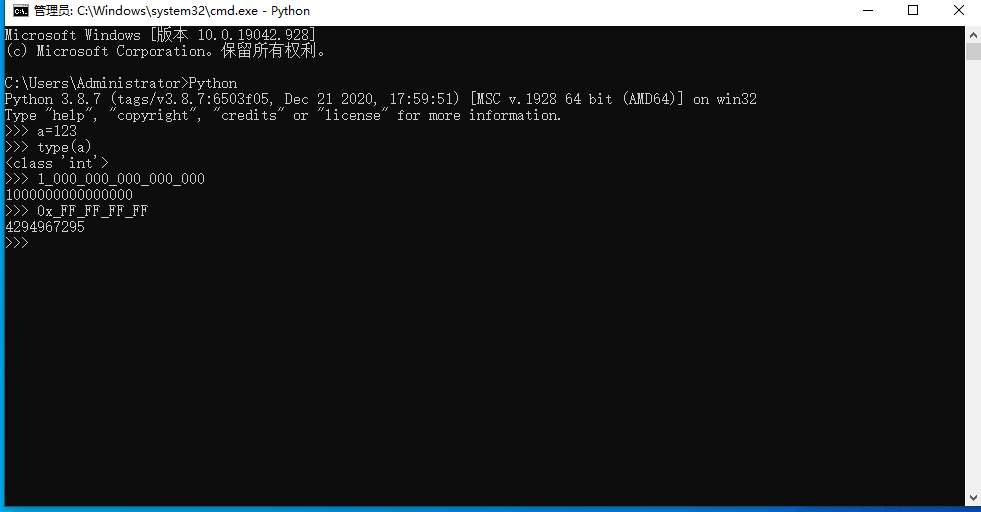 管理员: C:\Windows\system32\cmd.exe - Python
Microsoft Windows [版本 10.0.19042.928]
(c) Microsoft Corporation。保留所有权利。
C:\Users\Administrator>Python
Python 3.8.7 (tags/v3.8.7:6503f05, Dec 21 2020, 17:59:51) [MSC v.1928 64 bit (AMD64)] on win32
Type "help", "copyright", "credits" or "license" for more information.
>>> a=123
>>> type(a)
<class 'int'>
>>> 1_000_000_000_000_000
1000000000000000
>>> 0x_FF_FF_FF_FF
4294967295
>>>